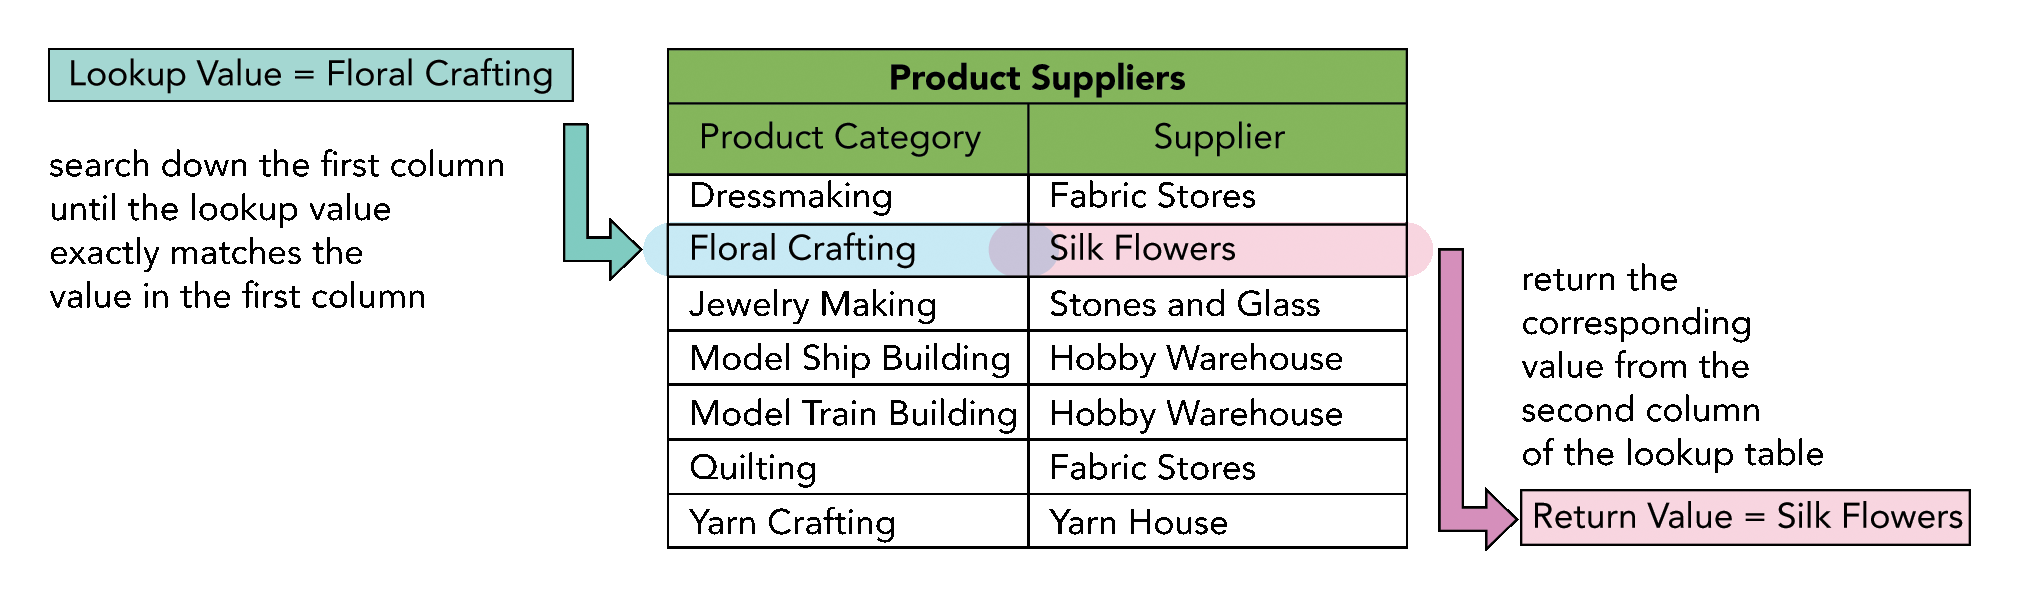 Lookup Value = Floral Crafting
search down the first column
until the lookup value
exactly matches the
value in the first column
Product Suppliers
Product Category Supplier
Dressmaking Fabric Stores
Floral Crafting Silk Flowers
Jewelry Making Stones and Glass
Model Ship Building Hobby Warehouse
Model Train Building Hobby Warehouse
Quilting Fabric Stores
Yarn Crafting Yarn House
return the
corresponding
value from the
second column
of the lookup table
Return Value = Silk Flowers